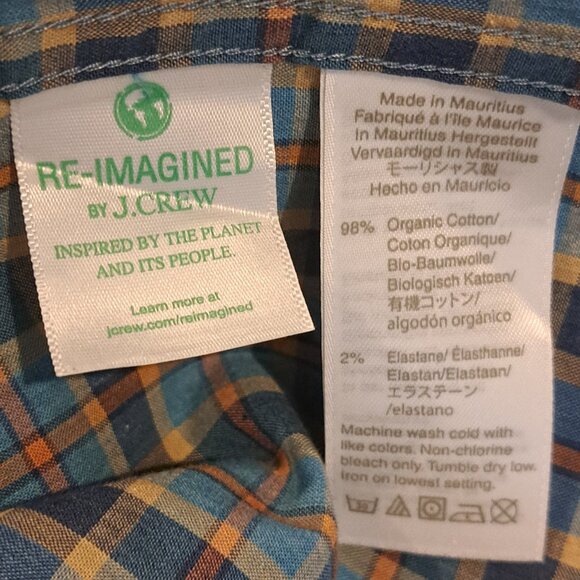 RE-IMAGINED
BY J.CREW
INSPIRED BY THE PLANET
AND ITS PEOPLE.
Learn more at
jcrew.com/reimagined
Made in Mauritius
Fabriqué à l'île Maurice
In Mauritius Hergestellt
Vervaardigd in Mauritius
モーリシャス製
Hecho en Mauricio
98% Organic Cotton/
Coton Organique/
Bio-Baumwolle/
Biologisch Katoen/
有機コットン/
algodón orgánico
2% Elastane/ Élasthanne/
Elastan/Elastaan/
エラステーン
/elastano
Machine wash cold with
like colors. Non-chlorine
bleach only. Tumble dry low.
Iron on lowest setting.